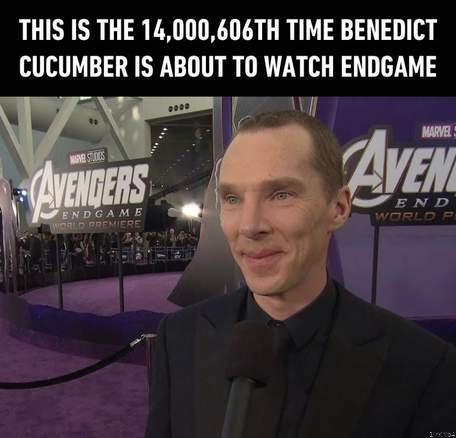 THIS IS THE 14,000,606TH TIME BENEDICT
CUCUMBER IS ABOUT TO WATCH ENDGAME
MARVEL STUDIOS
AVENGERS
ENDGAME
WORLD PREMIERE
MARVEL S
AVEN
END
WORLD P